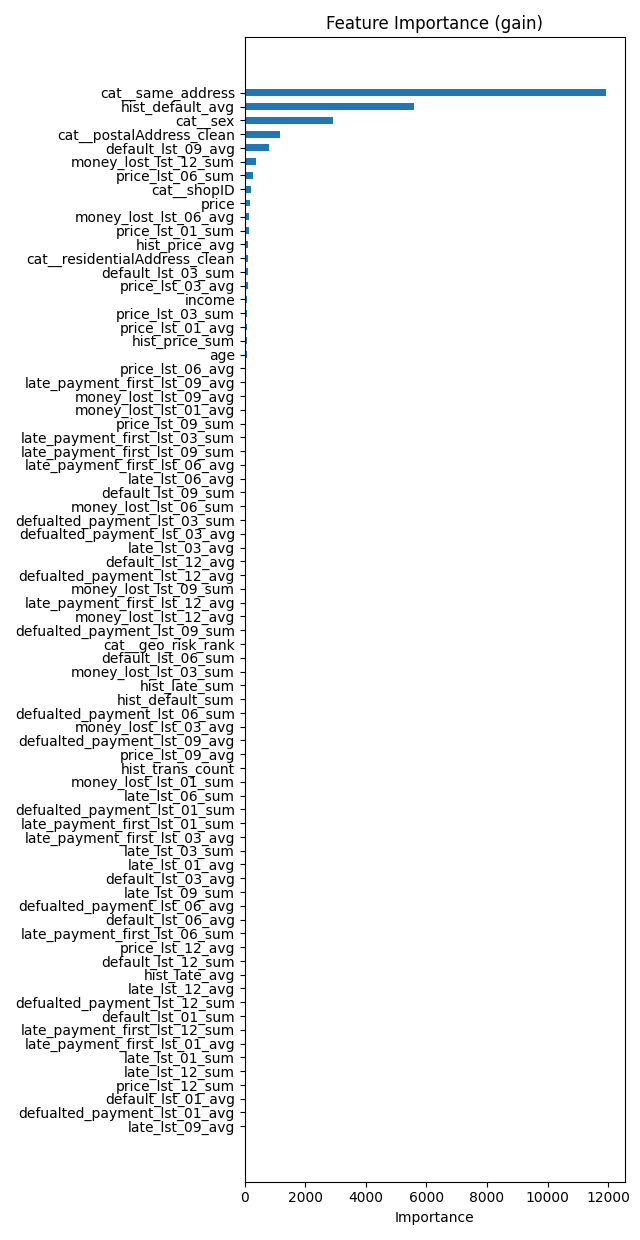 Feature Importance (gain)
cat__same_address
hist_default_avg
cat__sex
cat__postalAddress_clean
default_lst_09_avg
money_lost_lst_12_sum
price_lst_06_sum
cat__shopID
price
money_lost_lst_06_avg
price_lst_01_sum
hist_price_avg
cat__residentialAddress_clean
default_lst_03_sum
price_lst_03_avg
income
price_lst_03_sum
price_lst_01_avg
hist_price_sum
age
price_lst_06_avg
late_payment_first_lst_09_avg
money_lost_lst_09_avg
money_lost_lst_01_avg
price_lst_09_sum
late_payment_first_lst_03_sum
late_payment_first_lst_09_sum
late_payment_first_lst_06_avg
late_lst_06_avg
default_lst_09_sum
money_lost_lst_06_sum
defualted_payment_lst_03_sum
defualted_payment_lst_03_avg
late_lst_03_avg
default_lst_12_avg
defualted_payment_lst_12_avg
money_lost_lst_09_sum
late_payment_first_lst_12_avg
money_lost_lst_12_avg
defualted_payment_lst_09_sum
cat__geo_risk_rank
default_lst_06_sum
money_lost_lst_03_sum
hist_late_sum
hist_default_sum
defualted_payment_lst_06_sum
money_lost_lst_03_avg
defualted_payment_lst_09_avg
price_lst_09_avg
hist_trans_count
money_lost_lst_01_sum
late_lst_06_sum
defualted_payment_lst_01_sum
late_payment_first_lst_01_sum
late_payment_first_lst_03_avg
late_lst_03_sum
late_lst_01_avg
default_lst_03_avg
late_lst_09_sum
defualted_payment_lst_06_avg
default_lst_06_avg
late_payment_first_lst_06_sum
price_lst_12_avg
default_lst_12_sum
hist_late_avg
late_lst_12_avg
defualted_payment_lst_12_sum
default_lst_01_sum
late_payment_first_lst_12_sum
late_payment_first_lst_01_avg
late_lst_01_sum
late_lst_12_sum
price_lst_12_sum
default_lst_01_avg
defualted_payment_lst_01_avg
late_lst_09_avg
0 2000 4000 6000 8000 10000 12000
Importance